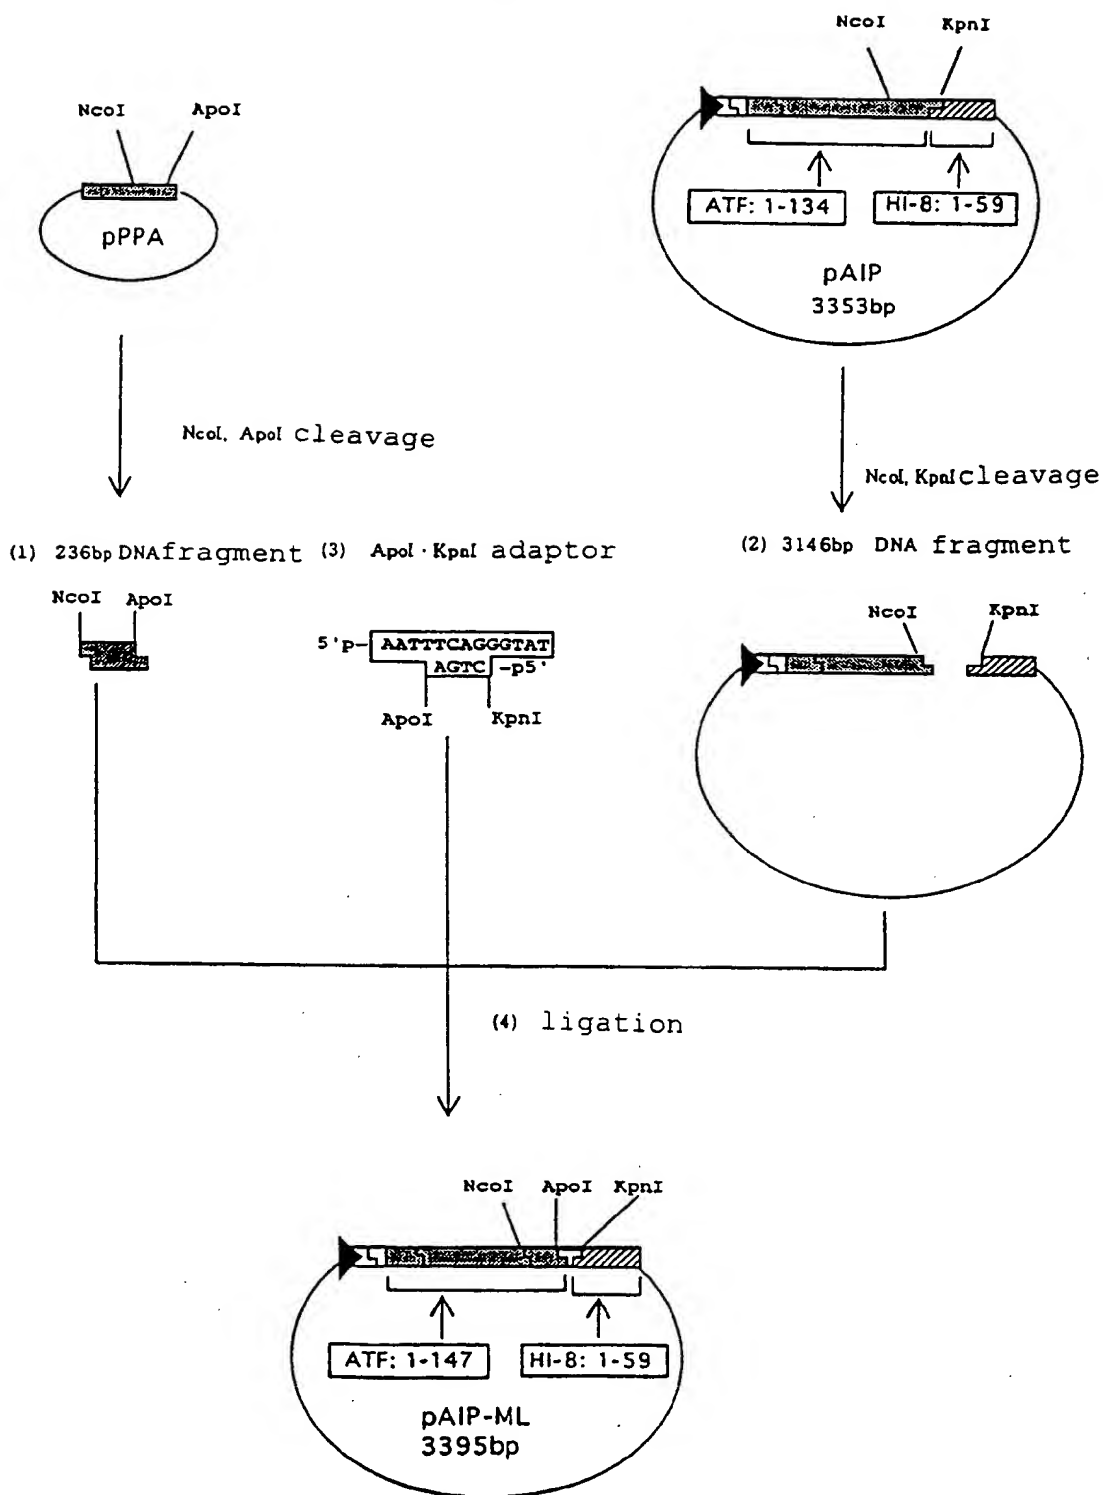 NcoI ApoI
pPPA
NcoI, ApoI cleavage
NcoI KpnI
ATF: 1-134 HI-8: 1-59
pAIP
3353bp
NcoI, KpnI cleavage
(1) 236bp DNA fragment
NcoI ApoI
(3) ApoI · KpnI adaptor
5'p- AATTTCAGGGTAT
AGTC -p5'
ApoI KpnI
(2) 3146bp DNA fragment
NcoI KpnI
(4) ligation
NcoI ApoI KpnI
ATF: 1-147 HI-8: 1-59
pAIP-ML
3395bp